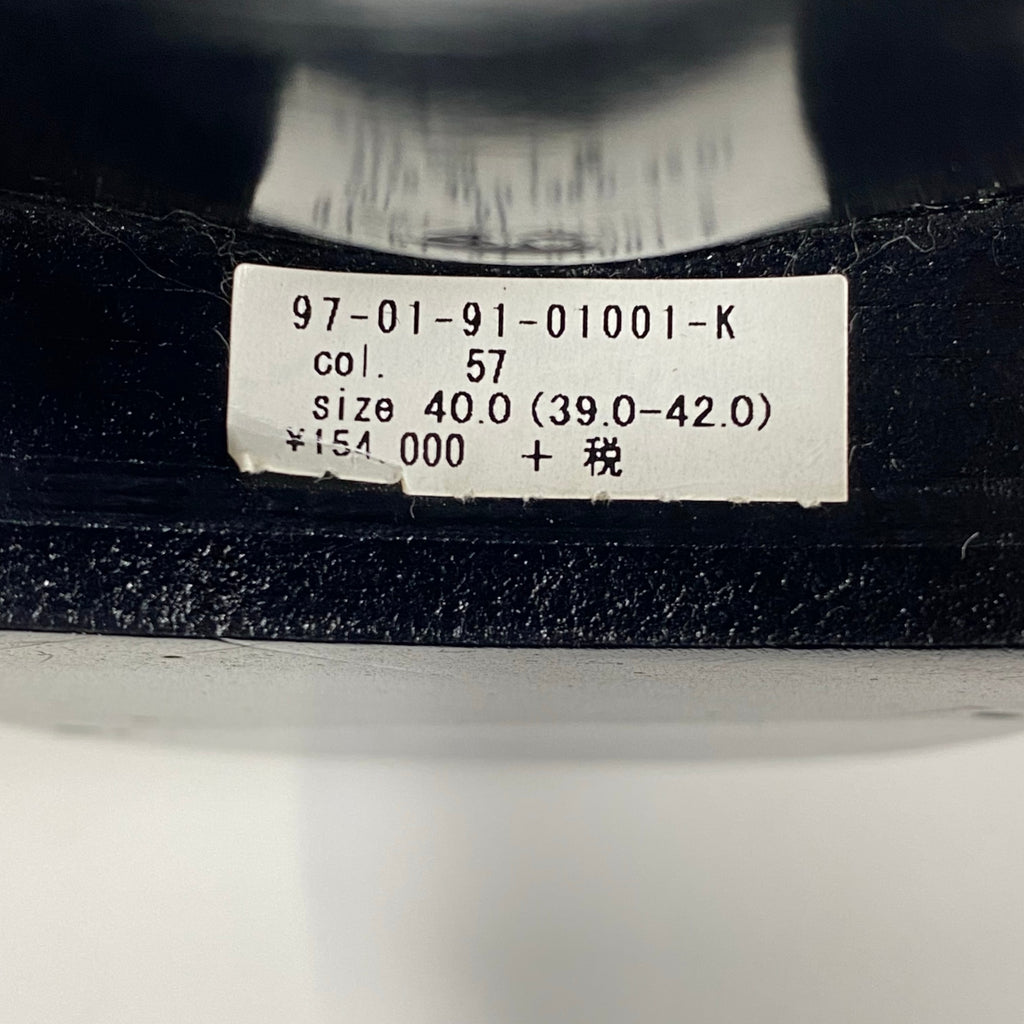 97-01-91-01001-K
col. 57
size 40.0 (39.0-42.0)
¥154,000 + 税